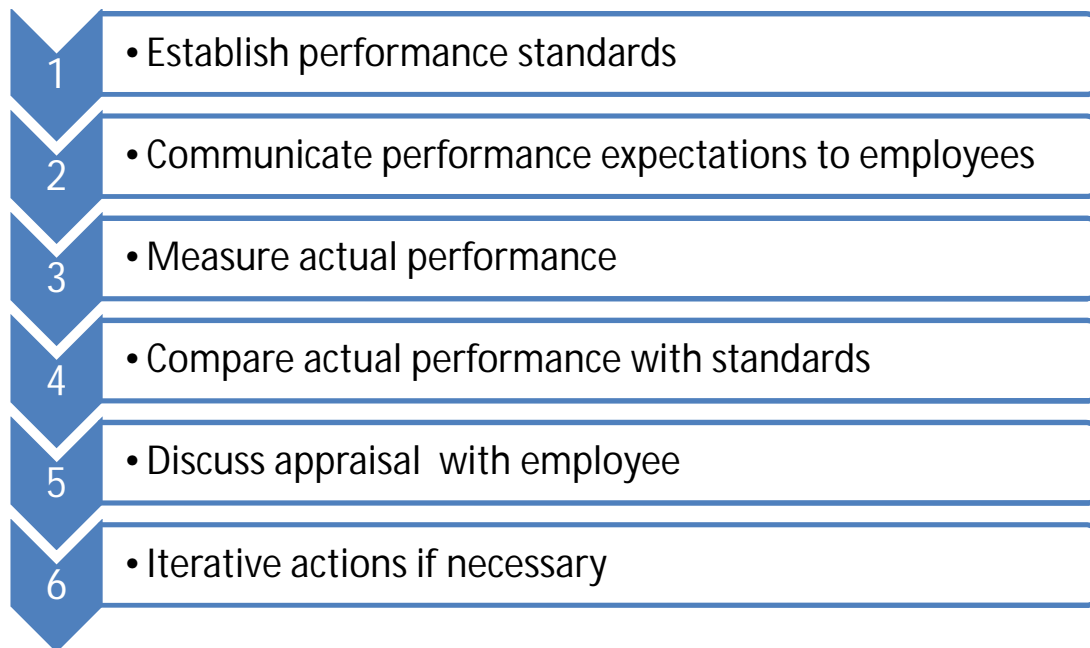 1
• Establish performance standards
2
• Communicate performance expectations to employees
3
• Measure actual performance
4
• Compare actual performance with standards
5
• Discuss appraisal  with employee
6
• Iterative actions if necessary